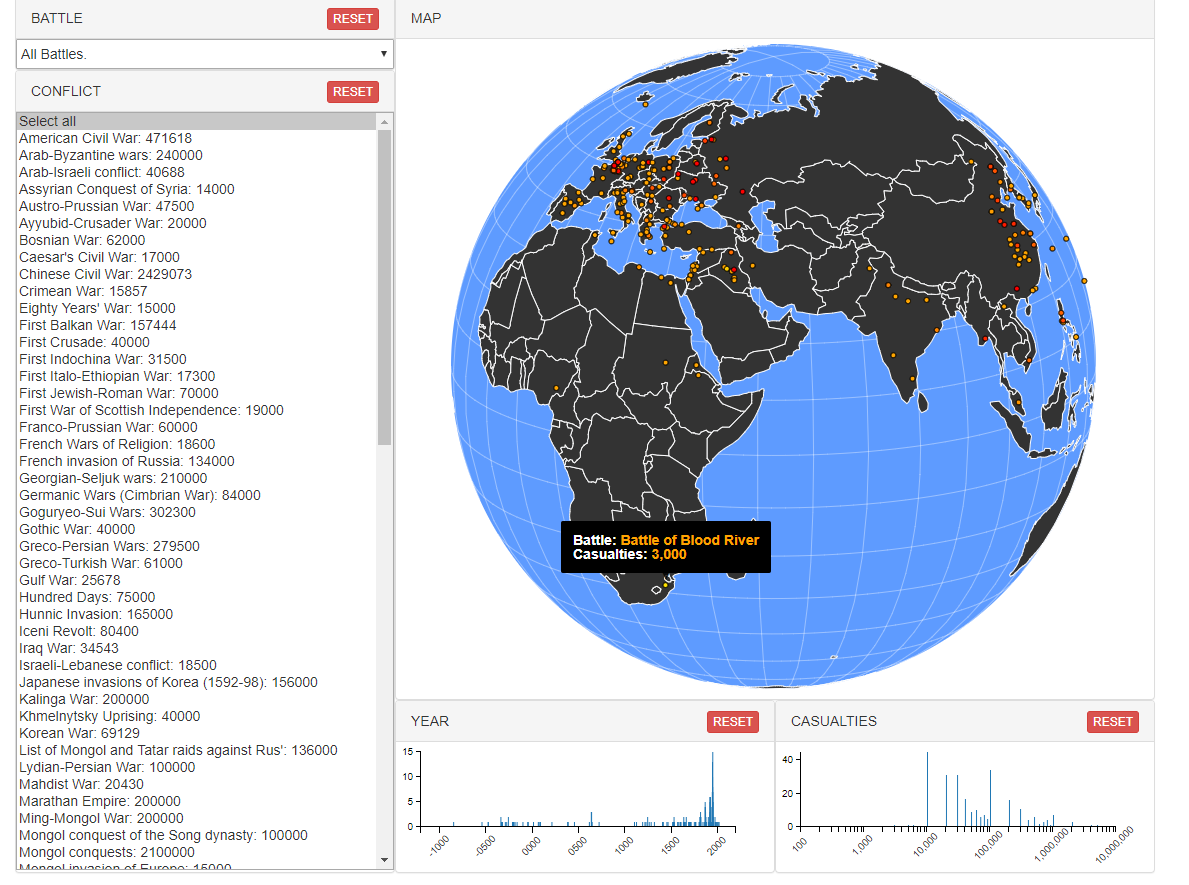 BATTLE
RESET
All Battles.
CONFLICT
RESET
Select all
American Civil War: 471618
Arab-Byzantine wars: 240000
Arab-Israeli conflict: 40688
Assyrian Conquest of Syria: 14000
Austro-Prussian War: 47500
Ayyubid-Crusader War: 20000
Bosnian War: 62000
Caesar's Civil War: 17000
Chinese Civil War: 2429073
Crimean War: 15857
Eighty Years' War: 15000
First Balkan War: 157444
First Crusade: 40000
First Indochina War: 31500
First Italo-Ethiopian War: 17300
First Jewish-Roman War: 70000
First War of Scottish Independence: 19000
Franco-Prussian War: 60000
French Wars of Religion: 18600
French invasion of Russia: 134000
Georgian-Seljuk wars: 210000
Germanic Wars (Cimbrian War): 84000
Goguryeo-Sui Wars: 302300
Gothic War: 40000
Greco-Persian Wars: 279500
Greco-Turkish War: 61000
Gulf War: 25678
Hundred Days: 75000
Hunnic Invasion: 165000
Iceni Revolt: 80400
Iraq War: 34543
Israeli-Lebanese conflict: 18500
Japanese invasions of Korea (1592-98): 156000
Kalinga War: 200000
Khmelnytsky Uprising: 40000
Korean War: 69129
List of Mongol and Tatar raids against Rus': 136000
Lydian-Persian War: 100000
Mahdist War: 20430
Marathan Empire: 200000
Ming-Mongol War: 200000
Mongol conquest of the Song dynasty: 100000
Mongol conquests: 2100000
Mongol invasion of Europe: 15000
MAP
Battle: Battle of Blood River
Casualties: 3,000
YEAR
RESET
15
10
5
0
-1000
-0500
0000
0500
1000
1500
2000
CASUALTIES
RESET
40
20
0
100
1,000
10,000
100,000
1,000,000
10,000,000